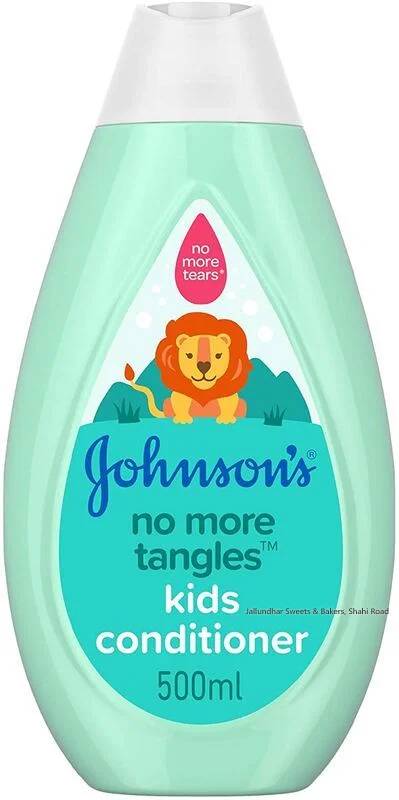 no
more
tears*
Johnson's®
no more
tangles™
kids
Jallundhar Sweets & Bakers, Shahi Road
conditioner
500ml